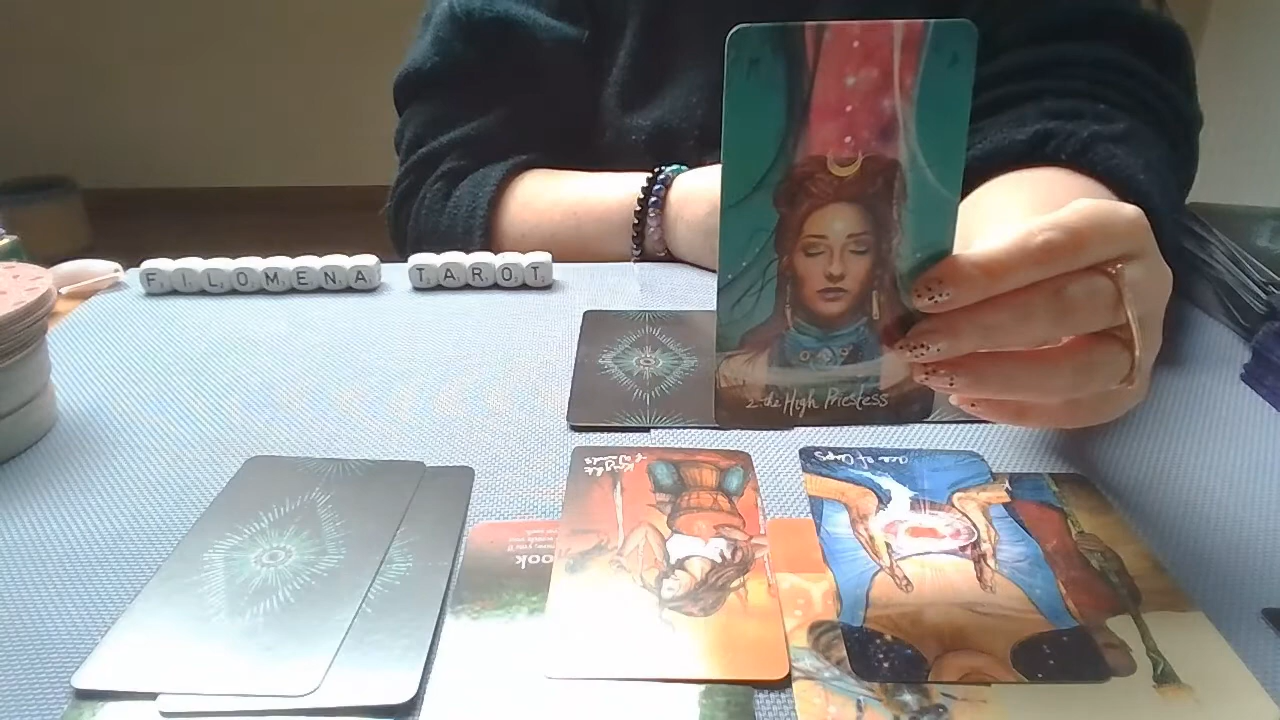 FILOMENA TAROT
2-the High Priestess
Knight
of Wands
ace of Cups
ook